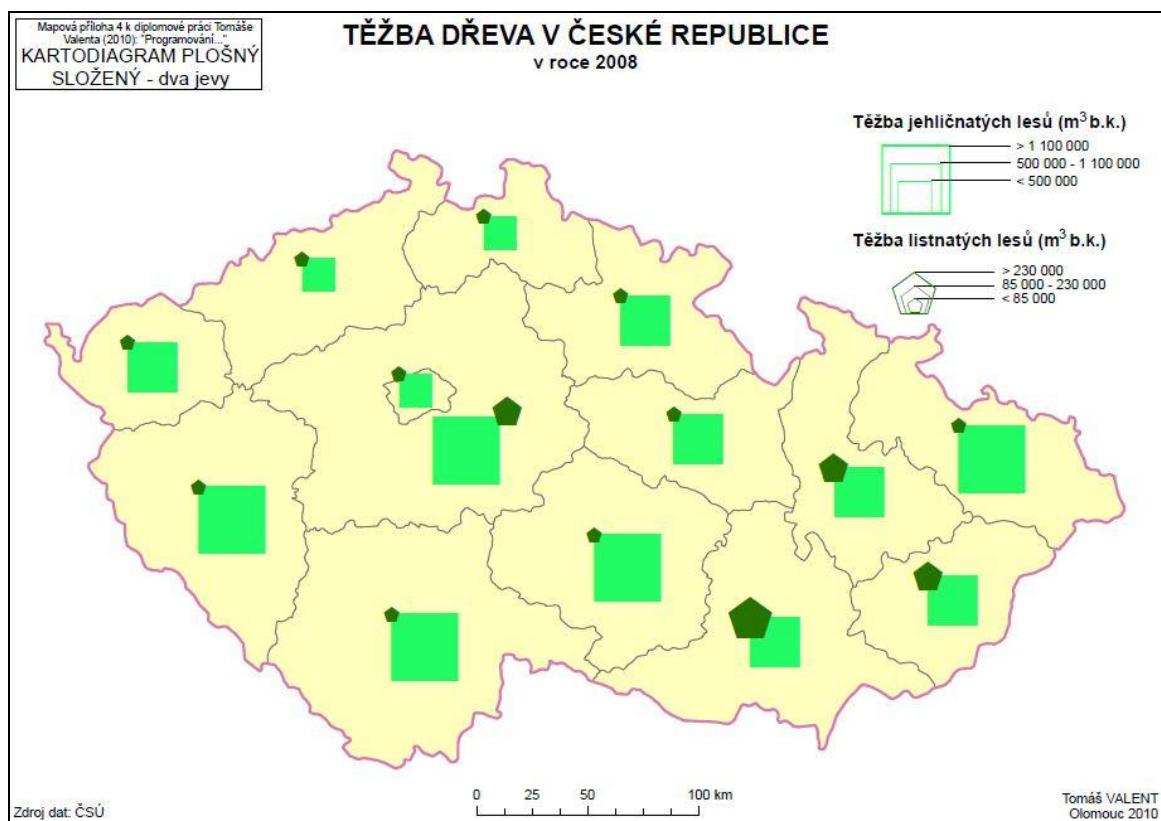 Mapová příloha 4 k diplomové práci Tomáše
Valenta (2010): "Programování..."
KARTODIAGRAM PLOŠNÝ
SLOŽENÝ - dva jevy
TĚŽBA DŘEVA V ČESKÉ REPUBLICE
v roce 2008
Těžba jehličnatých lesů (m³ b.k.)
> 1 100 000
500 000 - 1 100 000
< 500 000
Těžba listnatých lesů (m³ b.k.)
> 230 000
85 000 - 230 000
< 85 000
0 25 50 100 km
Zdroj dat: ČSÚ
Tomáš VALENT
Olomouc 2010